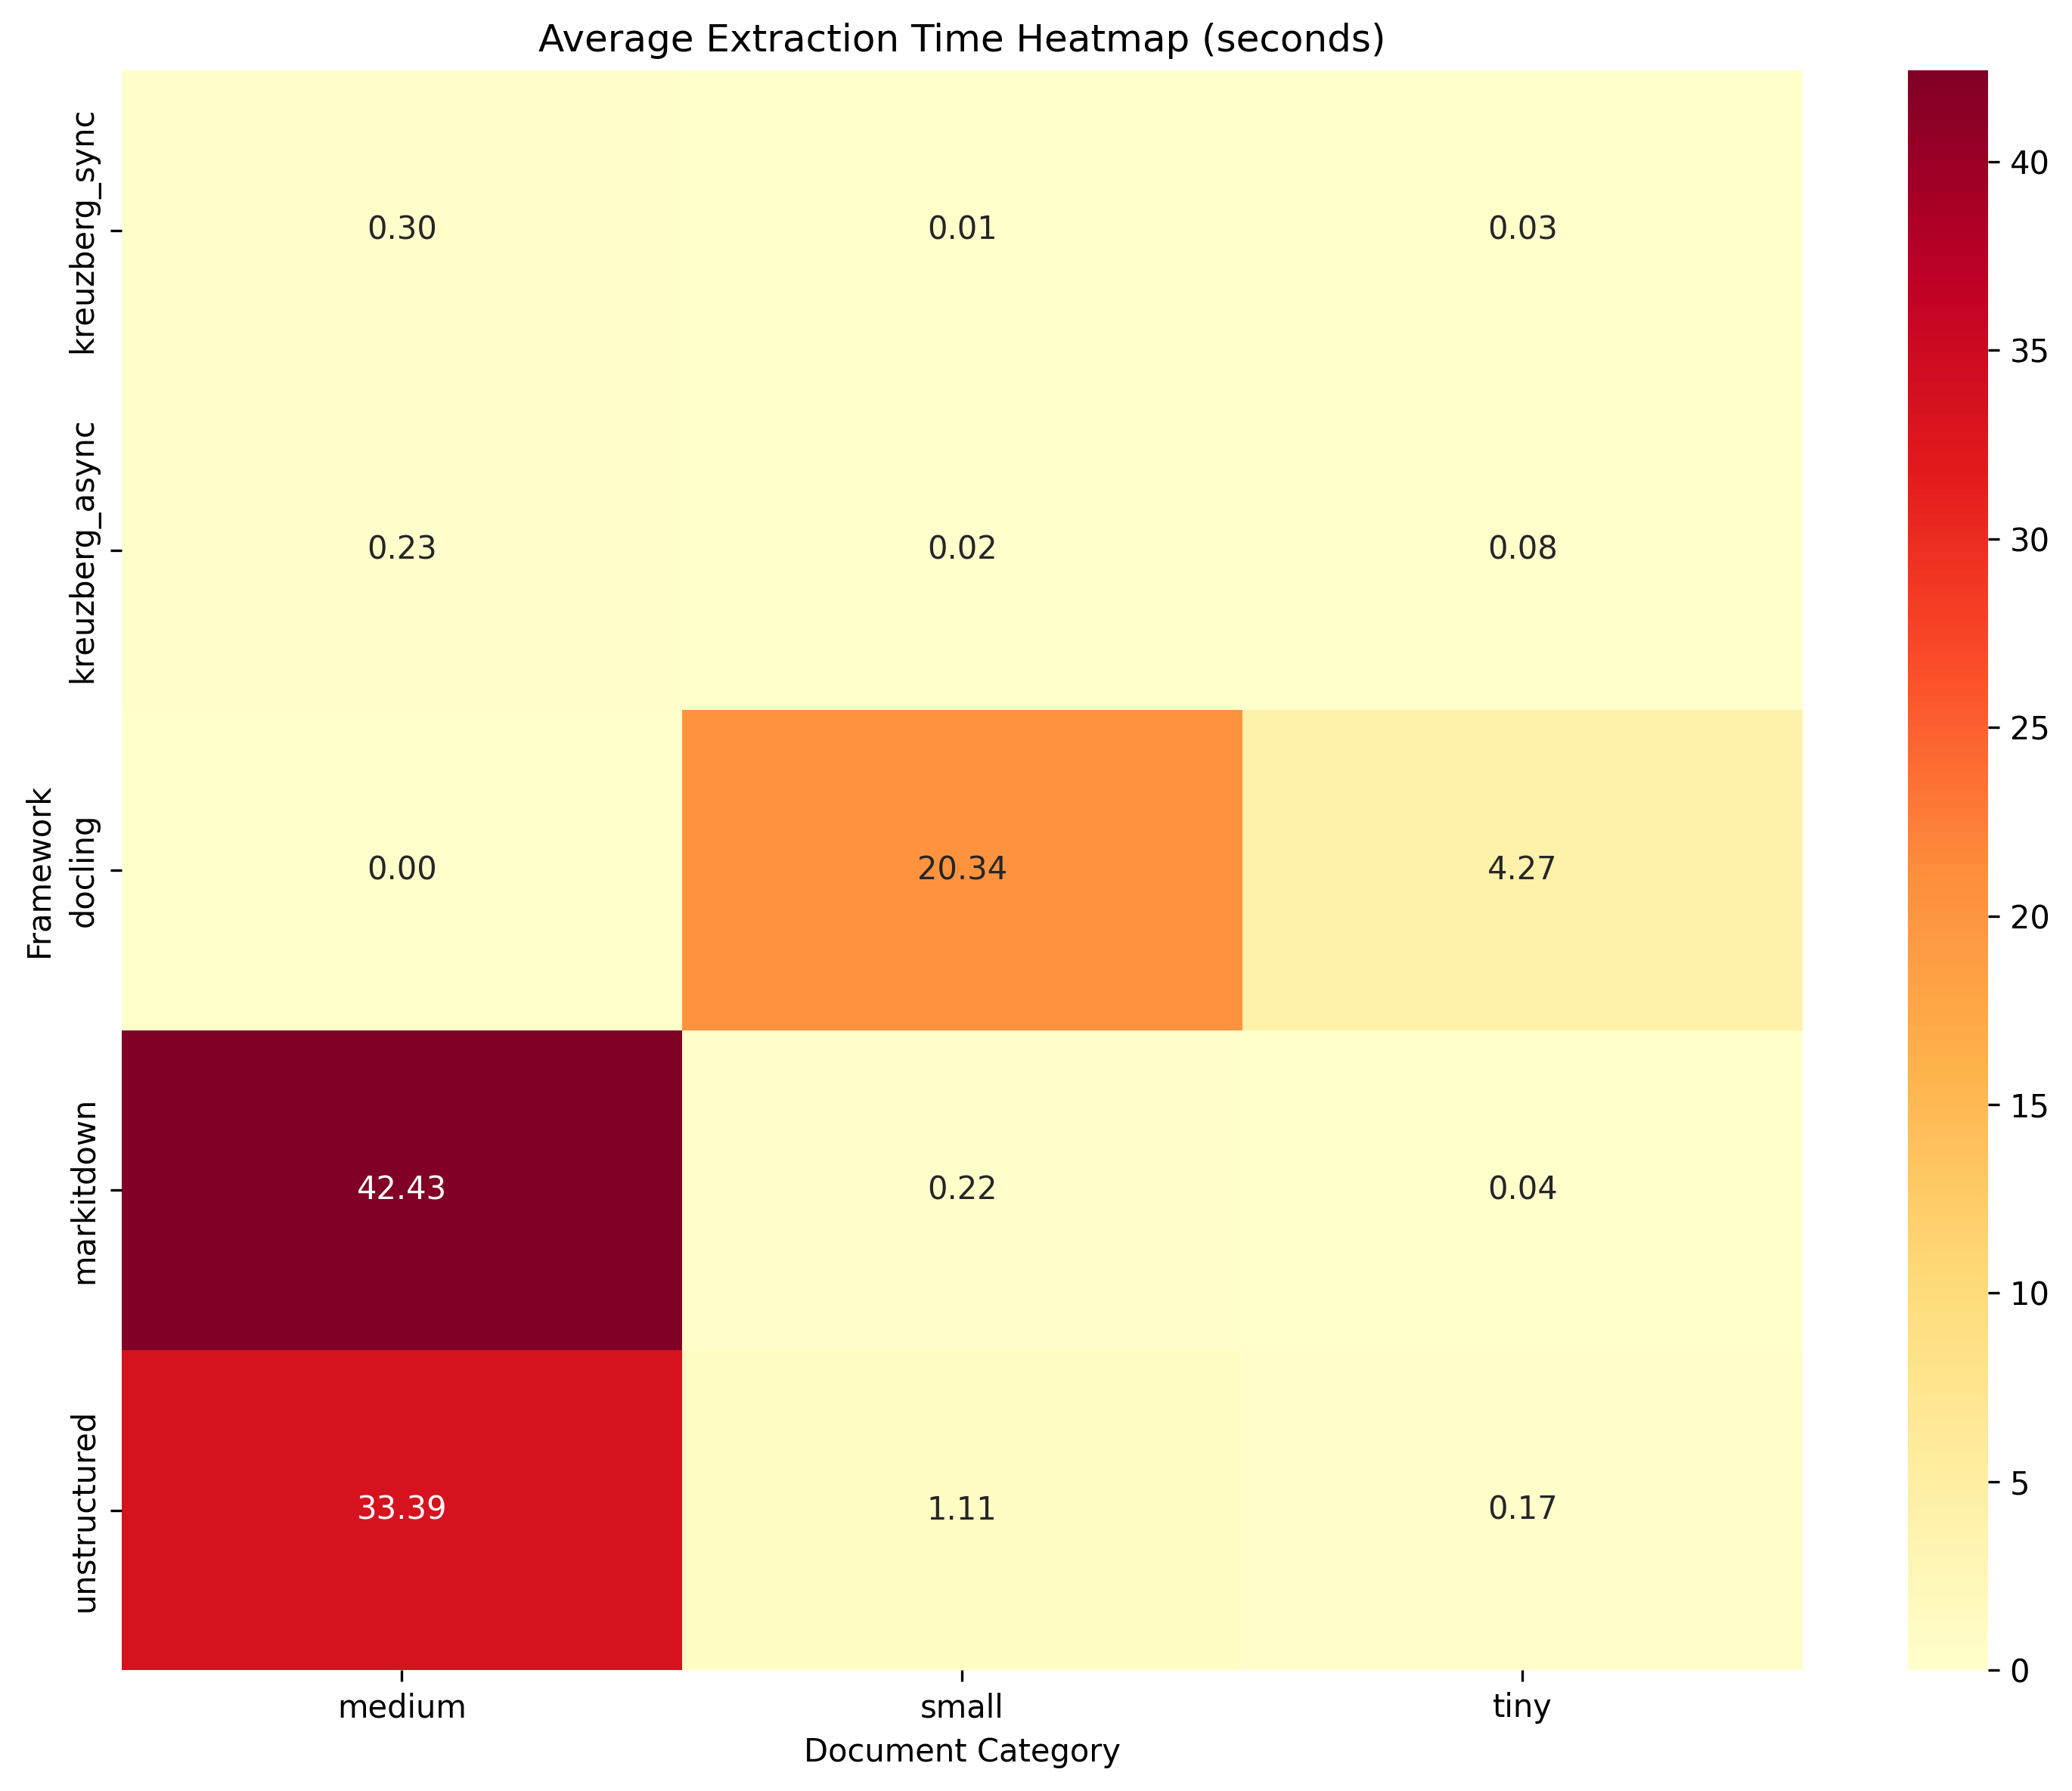 Average Extraction Time Heatmap (seconds)
Framework
kreuzberg_sync
0.30 0.01 0.03
kreuzberg_async
0.23 0.02 0.08
docling
0.00 20.34 4.27
markitdown
42.43 0.22 0.04
unstructured
33.39 1.11 0.17
medium small tiny
Document Category
40
35
30
25
20
15
10
5
0